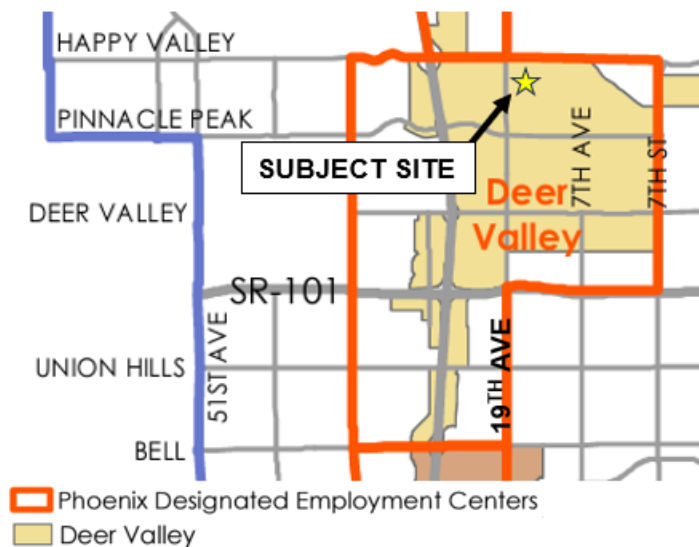 HAPPY VALLEY
PINNACLE PEAK
SUBJECT SITE
7TH AVE
7TH ST
DEER VALLEY
Deer
Valley
SR-101
51ST AVE
19TH AVE
UNION HILLS
BELL
Phoenix Designated Employment Centers
Deer Valley